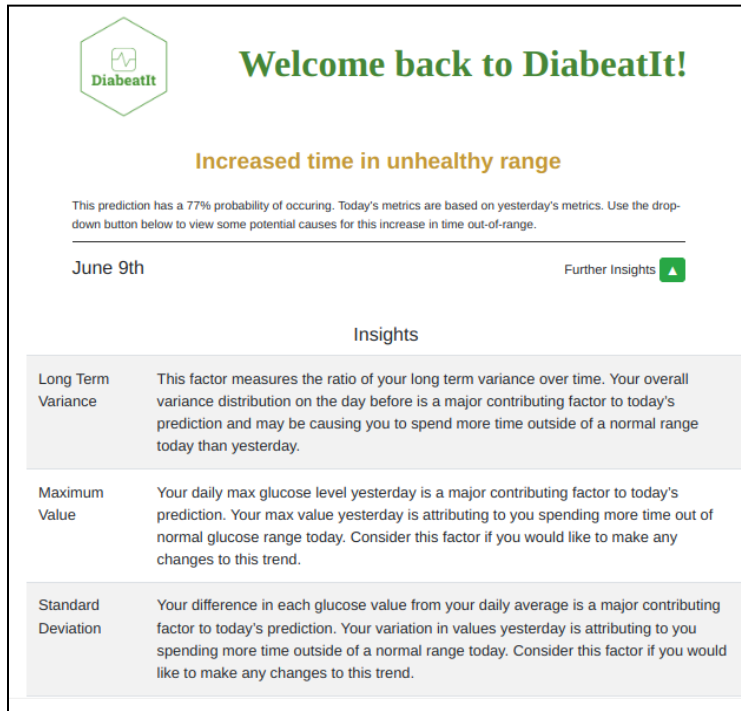 DiabeatIt
Welcome back to DiabeatIt!
Increased time in unhealthy range
This prediction has a 77% probability of occuring. Today's metrics are based on yesterday's metrics. Use the drop-
down button below to view some potential causes for this increase in time out-of-range.
June 9th
Further Insights ▲
Insights
Long Term
Variance
This factor measures the ratio of your long term variance over time. Your overall
variance distribution on the day before is a major contributing factor to today's
prediction and may be causing you to spend more time outside of a normal range
today than yesterday.
Maximum
Value
Your daily max glucose level yesterday is a major contributing factor to today's
prediction. Your max value yesterday is attributing to you spending more time out of
normal glucose range today. Consider this factor if you would like to make any
changes to this trend.
Standard
Deviation
Your difference in each glucose value from your daily average is a major contributing
factor to today's prediction. Your variation in values yesterday is attributing to you
spending more time outside of a normal range today. Consider this factor if you would
like to make any changes to this trend.